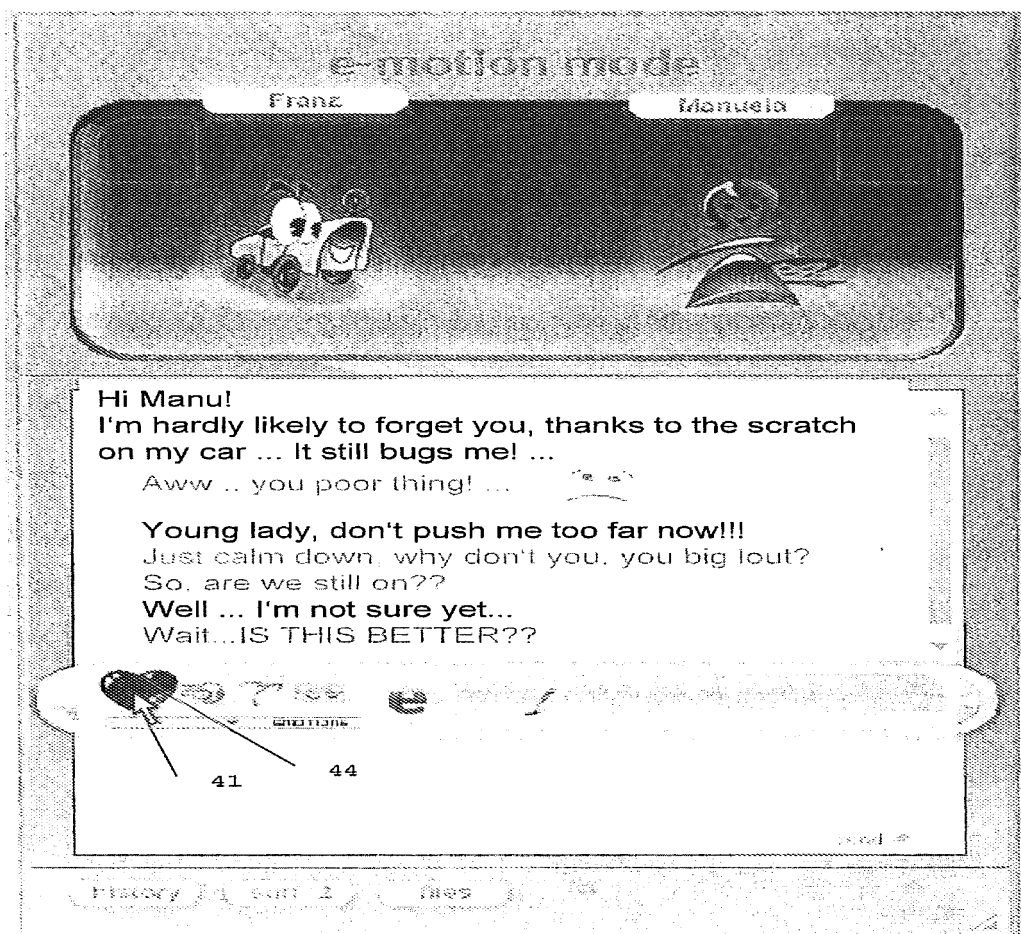 e-motion mode
Franz
Manuela
Hi Manu!
I'm hardly likely to forget you, thanks to the scratch
on my car ... It still bugs me! ...
Aww .. you poor thing! ...
Young lady, don't push me too far now!!!
Just calm down, why don't you, you big lout?
So, are we still on??
Well ... I'm not sure yet...
Wait...IS THIS BETTER??
e
emotions
41
44
send
history
files